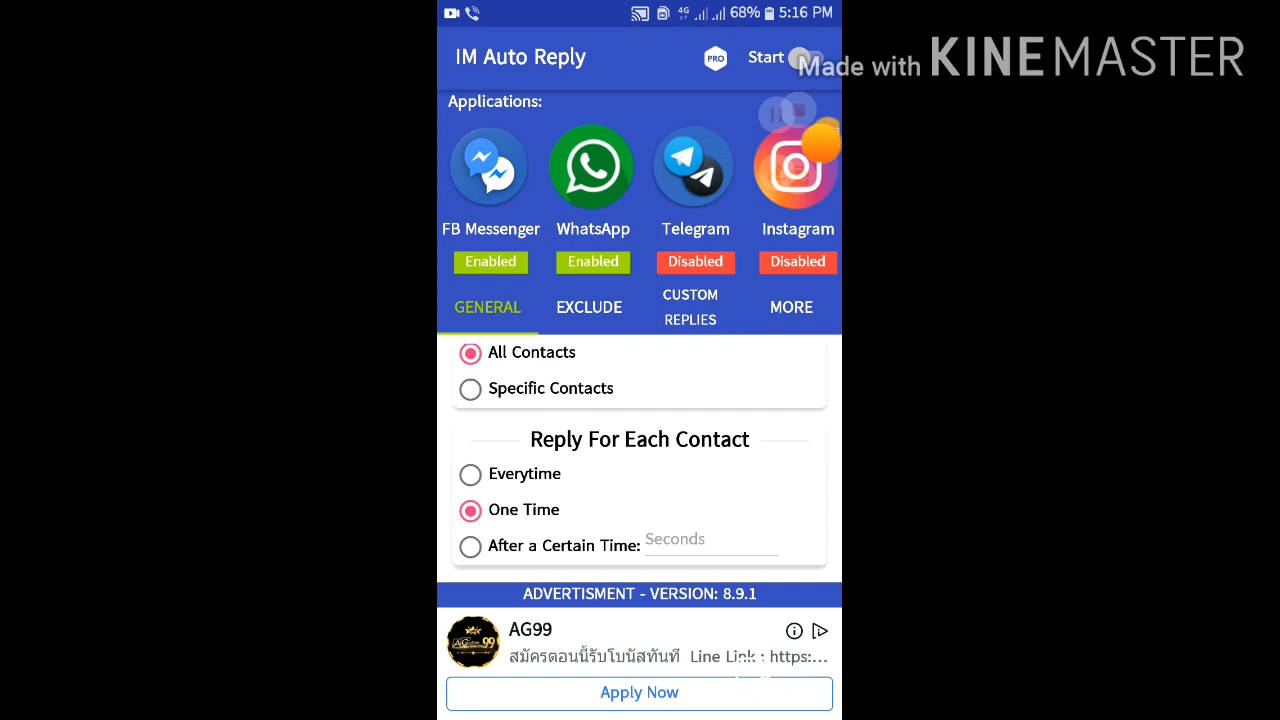 4G
68%
5:16 PM
IM Auto Reply
PRO
Start
Made with KINEMASTER
Applications:
FB Messenger
WhatsApp
Telegram
Instagram
Enabled
Enabled
Disabled
Disabled
GENERAL
EXCLUDE
CUSTOM
REPLIES
MORE
All Contacts
Specific Contacts
Reply For Each Contact
Everytime
One Time
After a Certain Time: Seconds
ADVERTISMENT - VERSION: 8.9.1
AG99
สมัครตอนนี้รับโบนัสทันที Line Link : https:...
Apply Now